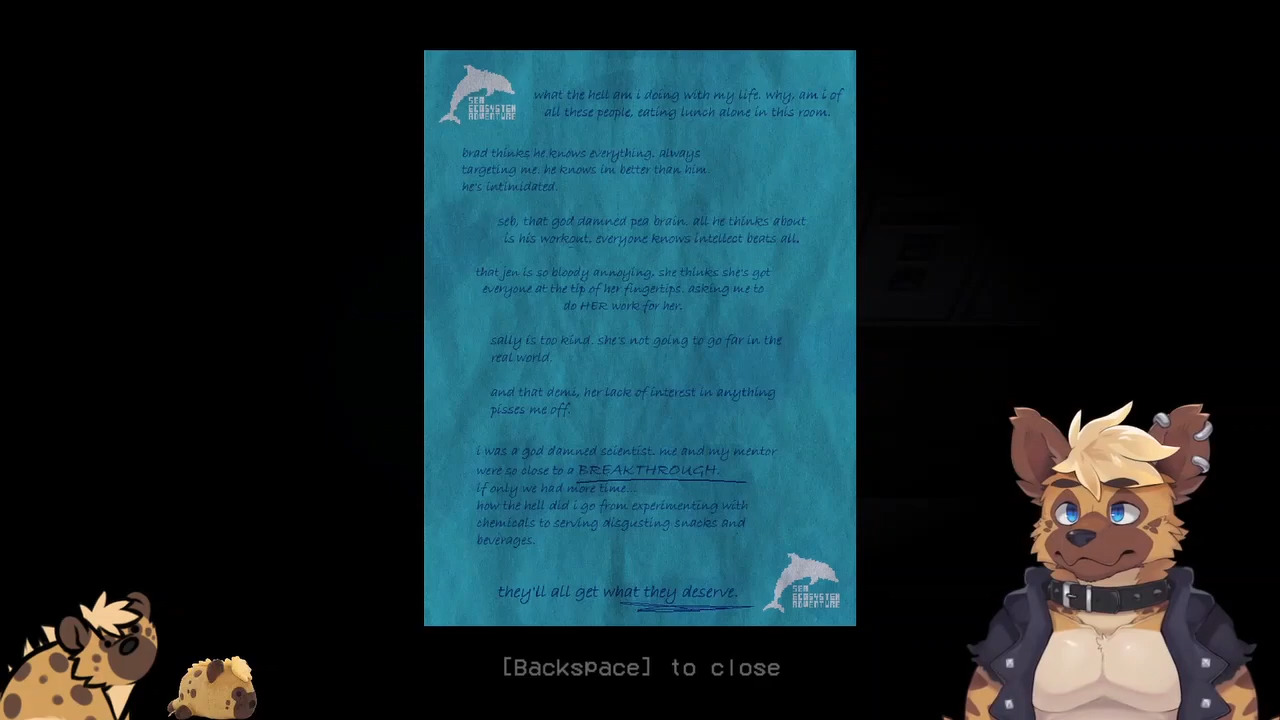 SEA
ECOSYSTEM
ADVENTURE
what the hell am i doing with my life. why, am i of
all these people, eating lunch alone in this room.
brad thinks he knows everything. always
targeting me. he knows im better than him
he's intimidated.
seb, that god damned pea brain. all he thinks about
is his workout. everyone knows intellect beats all.
that jen is so bloody annoying. she thinks she's got
everyone at the tip of her fingertips. asking me to
do HER work for her.
sally is too kind. she's not going to go far in the
real world.
and that demi, her lack of interest in anything
pisses me off.
i was a god damned scientist. me and my mentor
were so close to a BREAKTHROUGH.
if only we had more time...
how the hell did i go from experimenting with
chemicals to serving disgusting snacks and
beverages.
they'll all get what they deserve.
SEA
ECOSYSTEM
ADVENTURE
[Backspace] to close